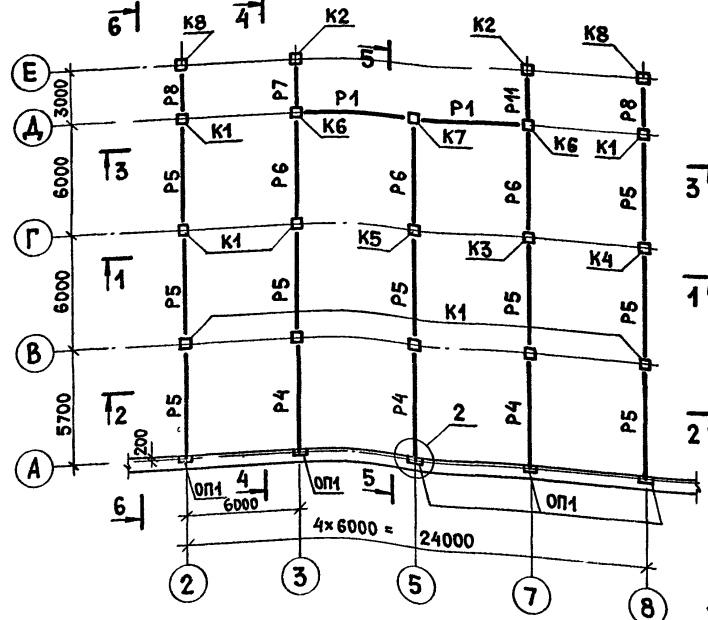 6 К8 4 К2 5 К2 К8
Е
3000 Р8 Р7 Р1 Р1 Р11 Р8
Д К1 К6 К7 К6 К1
3 3
6000 Р5 Р6 Р6 Р6 Р5
Г К1 К5 К3 К4
1 1
6000 Р5 Р5 Р5 Р5 Р5
К1
В
5700 2 Р5 Р4 Р4 Р4 Р5 2
200 2
А
ОП1 4 ОП1 5 ОП1
6 6000
4×6000 = 24000
2 3 5 7 8